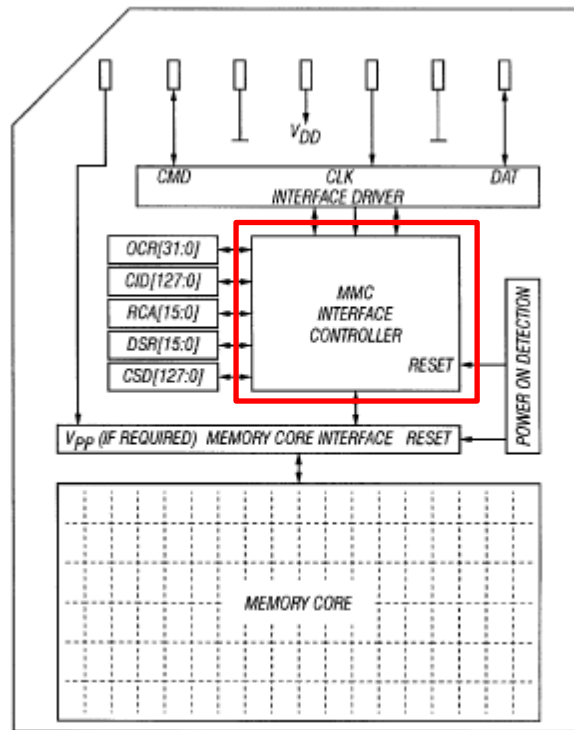 VDD
CMD CLK DAT
INTERFACE DRIVER
OCR[31:0]
CID[127:0]
RCA[15:0]
DSR[15:0]
CSD[127:0]
MMC
INTERFACE
CONTROLLER
RESET
POWER ON DETECTION
VPP (IF REQUIRED) MEMORY CORE INTERFACE RESET
MEMORY CORE